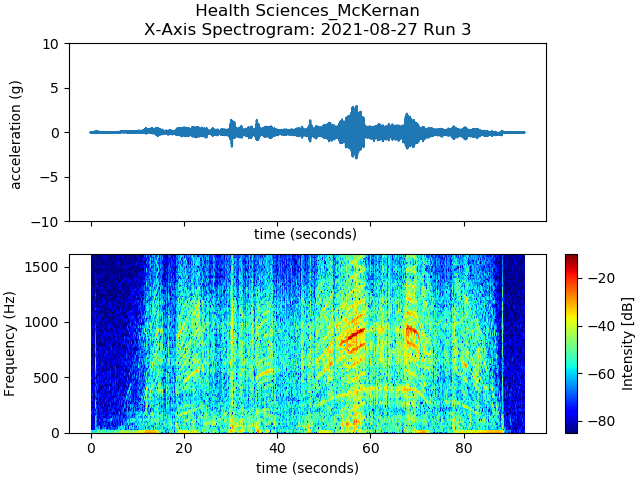 Health Sciences_McKernan
X-Axis Spectrogram: 2021-08-27 Run 3
10
5
0
−5
−10
acceleration (g)
time (seconds)
1500
1000
500
0
Frequency (Hz)
0 20 40 60 80
time (seconds)
−20
−40
−60
−80
Intensity [dB]